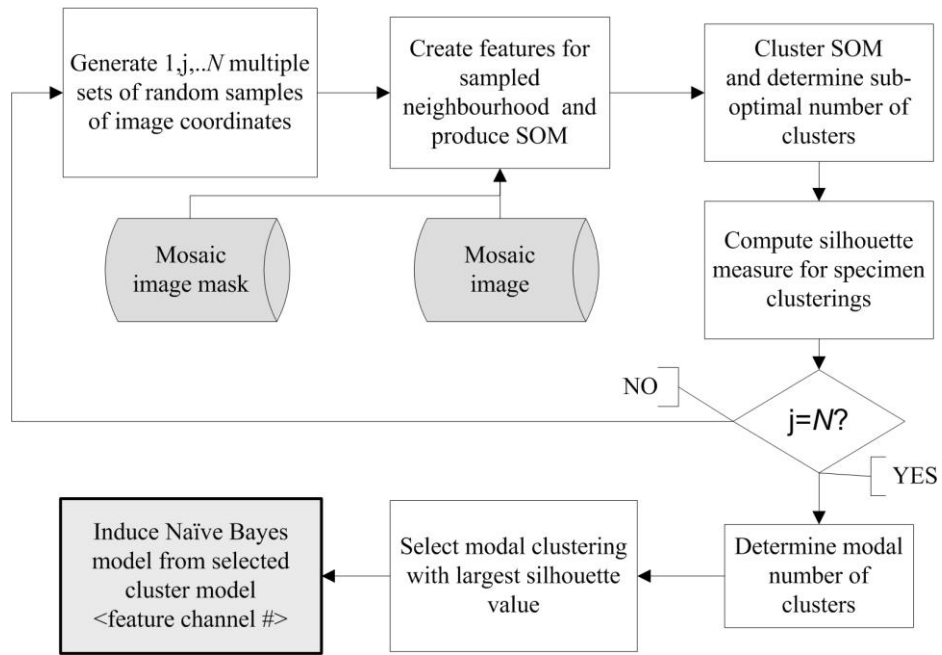 Generate 1,j,..N multiple
sets of random samples
of image coordinates
Create features for
sampled
neighbourhood and
produce SOM
Cluster SOM
and determine sub-
optimal number of
clusters
Mosaic
image mask
Mosaic
image
Compute silhouette
measure for specimen
clusterings
NO
j=N?
YES
Determine modal
number of
clusters
Select modal clustering
with largest silhouette
value
Induce Naïve Bayes
model from selected
cluster model
<feature channel #>